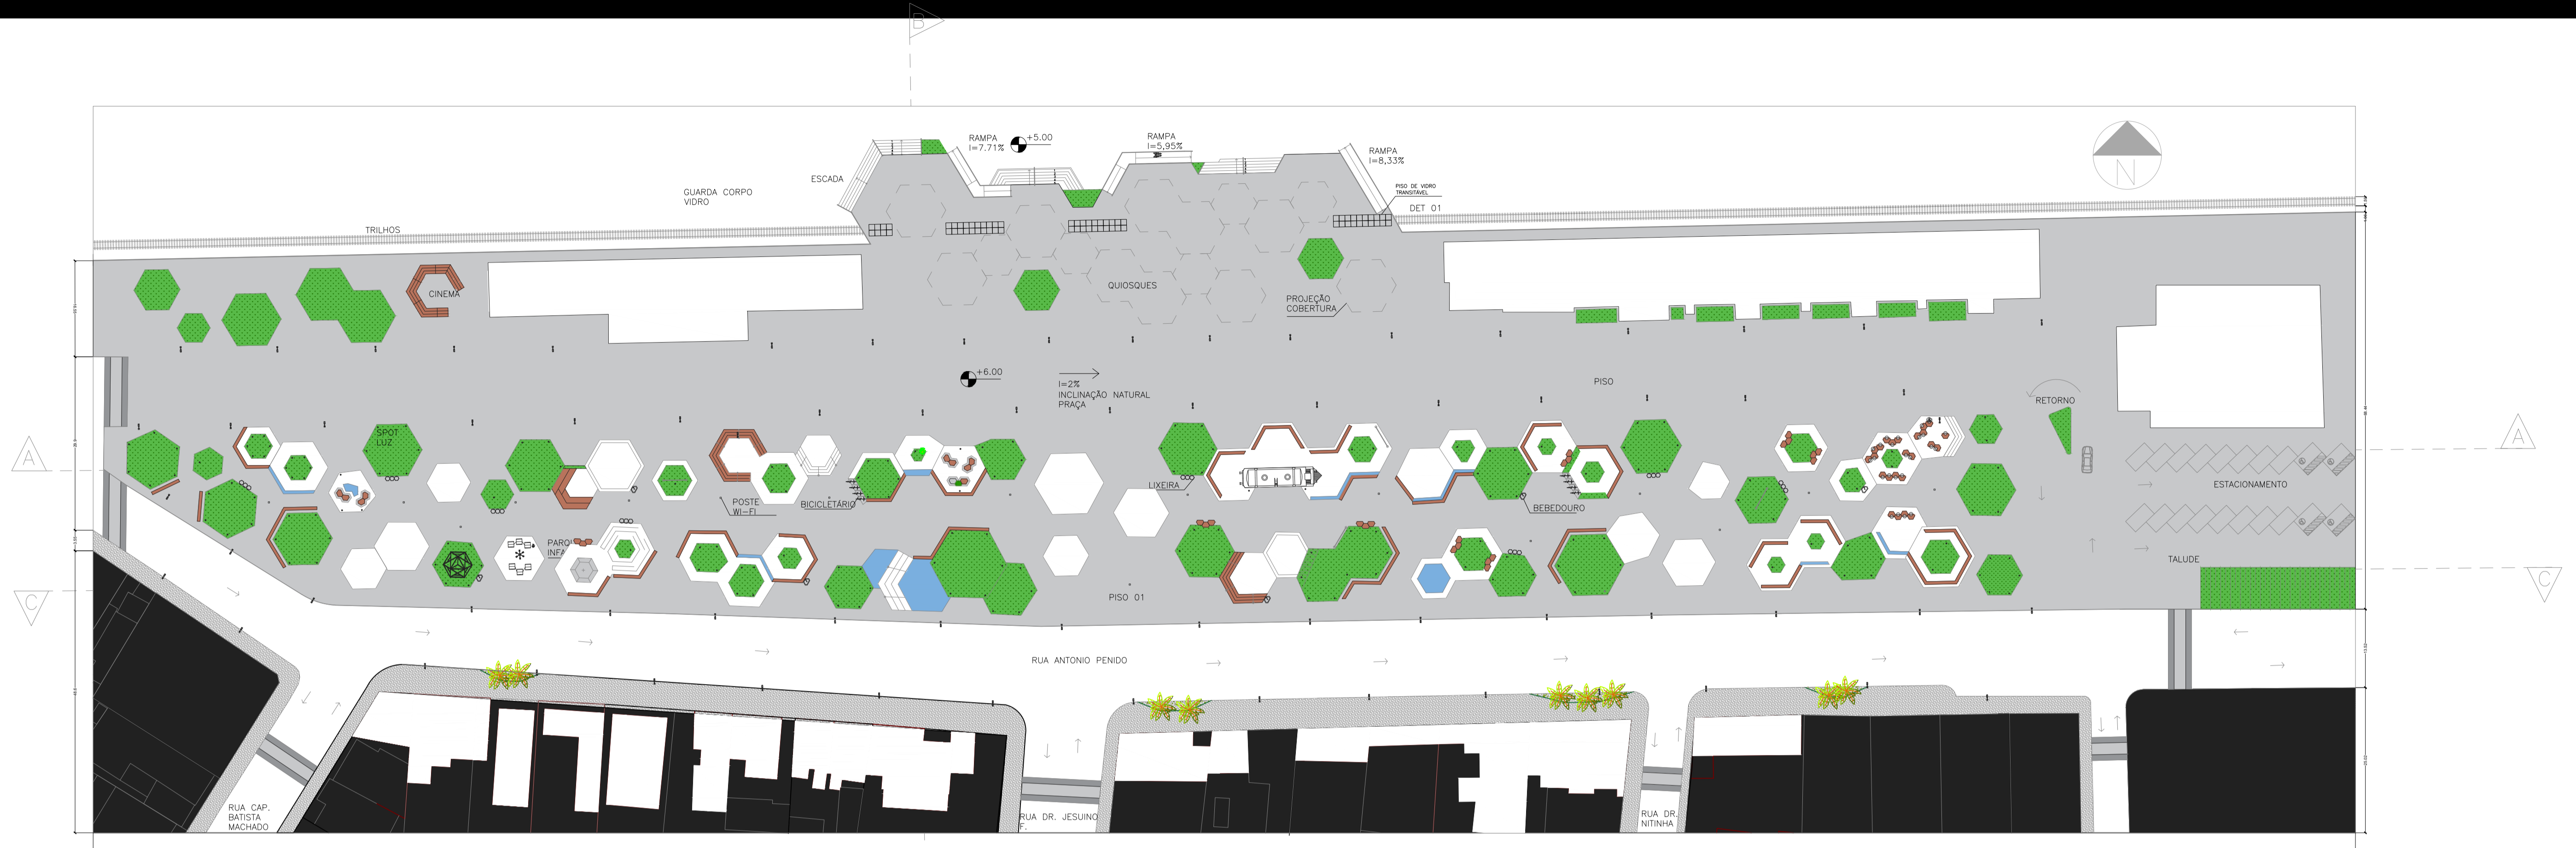 B
RAMPA
I=7.71%
+5.00
RAMPA
I=5,95%
RAMPA
I=8,33%
N
ESCADA
GUARDA CORPO
VIDRO
PISO DE VIDRO
TRANSITÁVEL
DET 01
TRILHOS
CINEMA
QUIOSQUES
PROJEÇÃO
COBERTURA
+6.00
I=2%
INCLINAÇÃO NATURAL
PRAÇA
PISO
RETORNO
SPOT
LUZ
A
A
LIXEIRA
ESTACIONAMENTO
POSTE
WI-FI
BICICLETÁRIO
BEBEDOURO
PARQ
INFA
TALUDE
C
C
PISO 01
RUA ANTONIO PENIDO
RUA CAP.
BATISTA
MACHADO
RUA DR. JESUINO
F.
RUA DR.
NITINHA